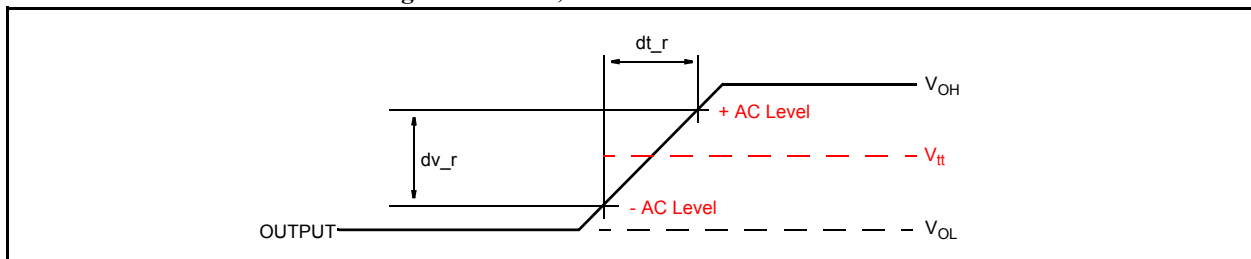 dt_r
V_OH
+ AC Level
V_tt
dv_r
- AC Level
OUTPUT
V_OL